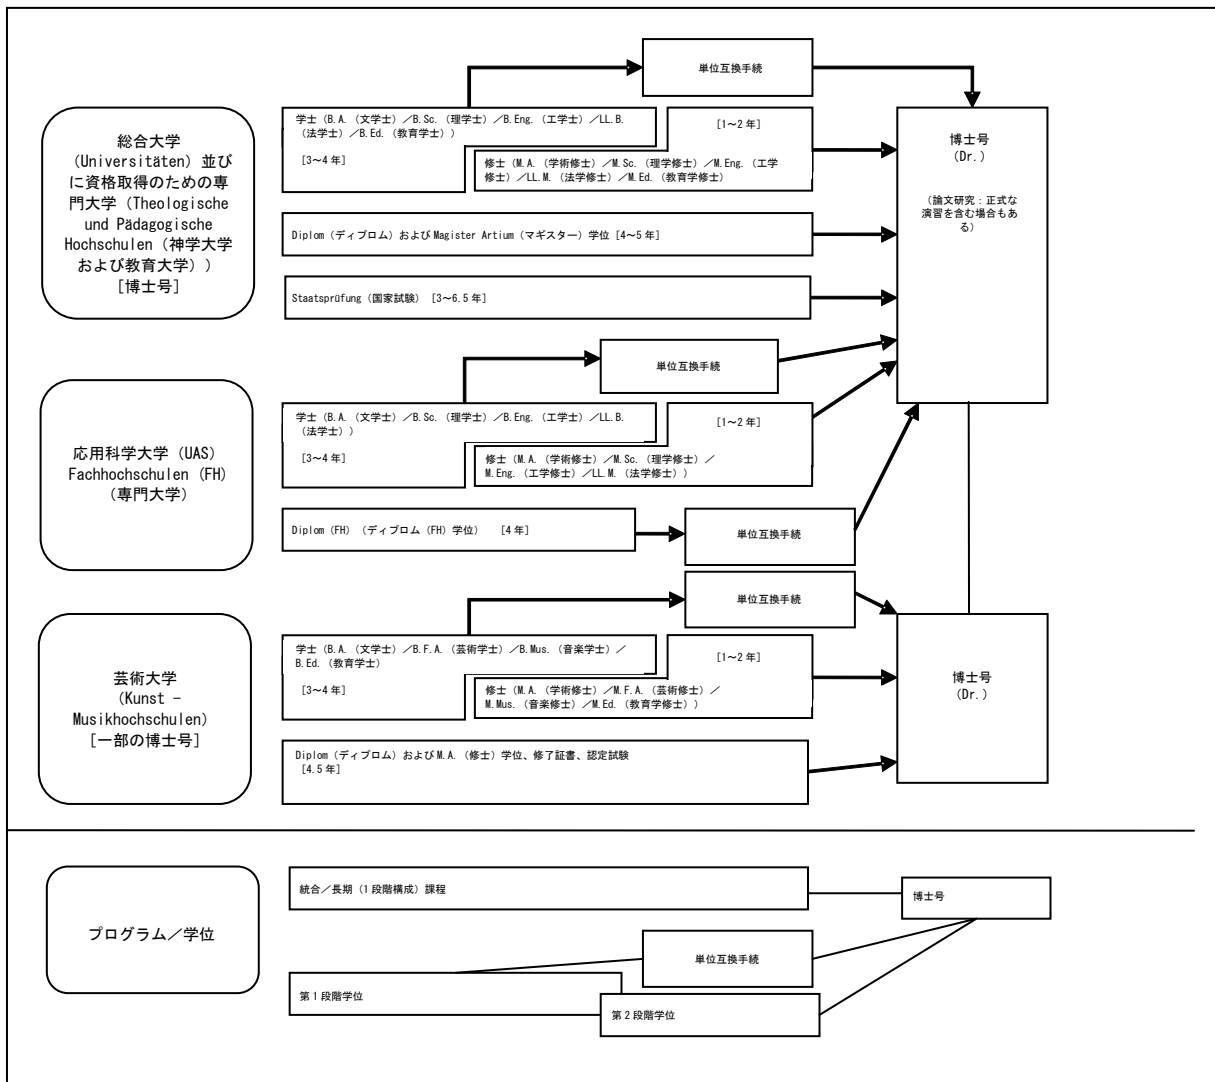 単位互換手続
総合大学
(Universitäten) 並び
に資格取得のための専
門大学 (Theologische
und Pädagogische
Hochschulen (神学大学
および教育大学))
[博士号]
学士 (B.A. (文学士) ／B.Sc. (理学士) ／B.Eng. (工学士) ／LL.B.
(法学士) ／B.Ed. (教育学士))
[3～4 年]
[1～2 年]
修士 (M.A. (学術修士) ／M.Sc. (理学修士) ／M.Eng. (工学
修士) ／LL.M. (法学修士) ／M.Ed. (教育学修士)
Diplom (ディプロム) および Magister Artium (マギスター) 学位 [4～5 年]
Staatsprüfung (国家試験) [3～6.5 年]
博士号
(Dr.)
(論文研究：正式な
演習を含む場合もあ
る)
応用科学大学 (UAS)
Fachhochschulen (FH)
(専門大学)
単位互換手続
学士 (B.A. (文学士) ／B.Sc. (理学士) ／B.Eng. (工学士) ／LL.B.
(法学士))
[3～4 年]
[1～2 年]
修士 (M.A. (学術修士) ／M.Sc. (理学修士) ／
M.Eng. (工学修士) ／LL.M. (法学修士))
Diplom (FH) (ディプロム (FH) 学位) [4 年]
単位互換手続
芸術大学
(Kunst –
Musikhochschulen)
[一部の博士号]
単位互換手続
学士 (B.A. (文学士) ／B.F.A. (芸術学士) ／B.Mus. (音楽学士) ／
B.Ed. (教育学士)
[3～4 年]
[1～2 年]
修士 (M.A. (学術修士) ／M.F.A. (芸術修士) ／
M.Mus. (音楽修士) ／M.Ed. (教育学修士))
Diplom (ディプロム) および M.A. (修士) 学位、修了証書、認定試験
[4.5 年]
博士号
(Dr.)
プログラム／学位
統合／長期 (1 段階構成) 課程
博士号
単位互換手続
第 1 段階学位
第 2 段階学位